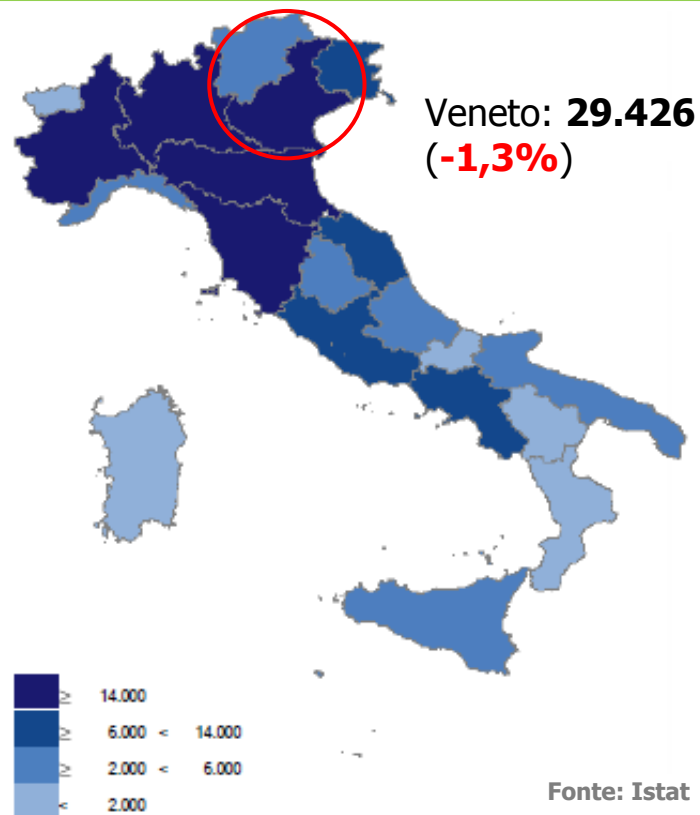 Veneto: 29.426
(-1,3%)
≥ 14.000
≥ 6.000 < 14.000
≥ 2.000 < 6.000
< 2.000
Fonte: Istat